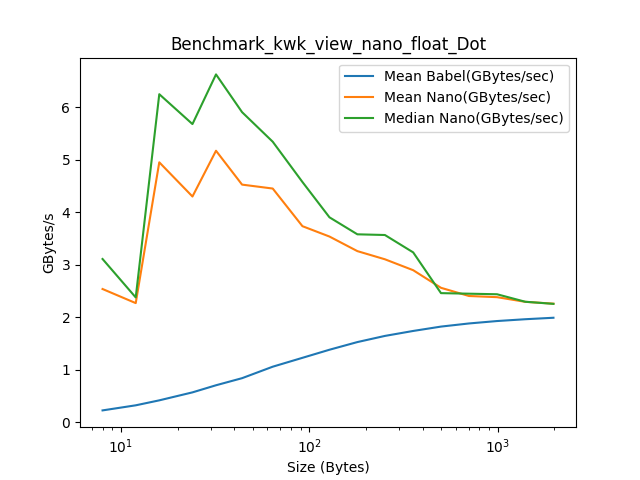 Benchmark_kwk_view_nano_float_Dot
Mean Babel(GBytes/sec)
Mean Nano(GBytes/sec)
Median Nano(GBytes/sec)
GBytes/s
6
5
4
3
2
1
0
10¹ 10² 10³
Size (Bytes)